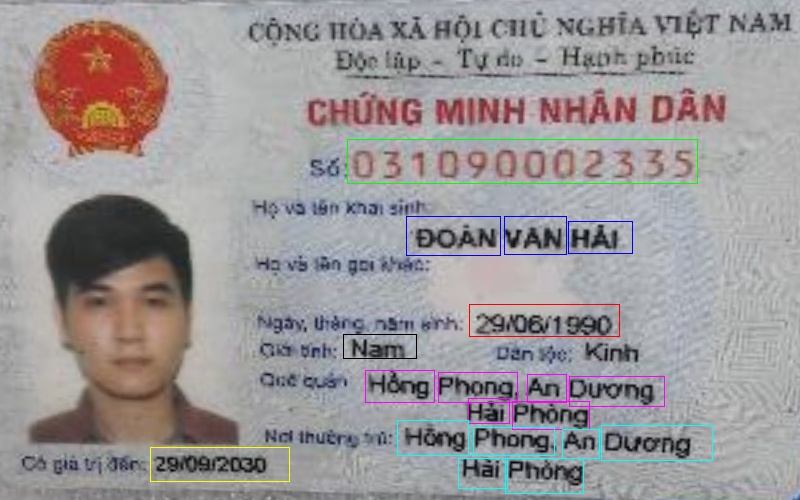 CỘNG HÒA XÃ HỘI CHỦ NGHĨA VIỆT NAM
Độc lập - Tự do - Hạnh phúc
CHỨNG MINH NHÂN DÂN
Số: 031090002335
Họ và tên khai sinh:
ĐOÀN VĂN HẢI
Họ và tên gọi khác:
Ngày, tháng, năm sinh: 29/06/1990
Giới tính: Nam Dân tộc: Kinh
Quê quán Hồng Phong, An Dương
Hải Phòng
Nơi thường trú: Hồng Phong, An Dương
Có giá trị đến: 29/09/2030 Hải Phòng